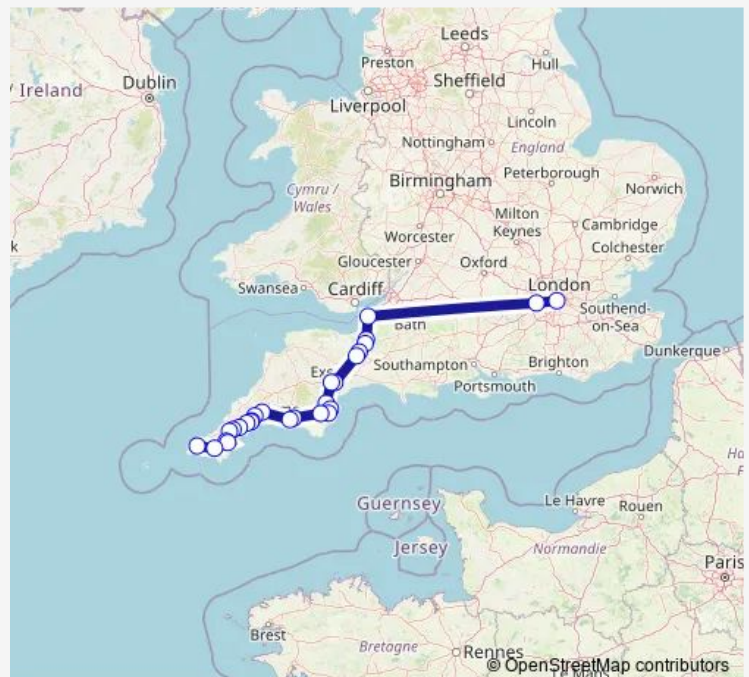 Leeds
Preston
Hull
Dublin
Sheffield
Ireland
Liverpool
Lincoln
Nottingham
England
Peterborough
Birmingham
Norwich
Cymru /
Wales
Milton
Keynes
Cambridge
Worcester
Colchester
Gloucester
Oxford
Swansea
Cardiff
London
Southend-
on-Sea
Bath
Dunkerque
Southampton
Brighton
Portsmouth
Guernsey
Le Havre
Rouen
Jersey
Normandie
Paris
Brest
Bretagne
Rennes
© OpenStreetMap contributors